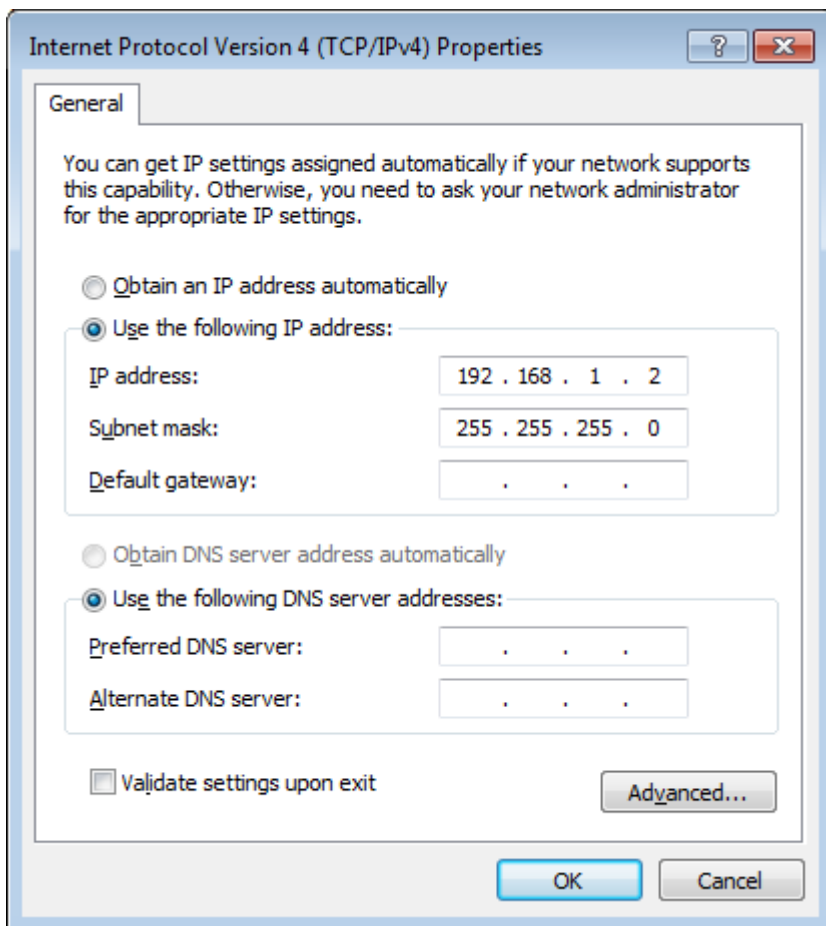 Internet Protocol Version 4 (TCP/IPv4) Properties
General
You can get IP settings assigned automatically if your network supports
this capability. Otherwise, you need to ask your network administrator
for the appropriate IP settings.
Obtain an IP address automatically
Use the following IP address:
IP address: 192 . 168 . 1 . 2
Subnet mask: 255 . 255 . 255 . 0
Default gateway: . . .
Obtain DNS server address automatically
Use the following DNS server addresses:
Preferred DNS server: . . .
Alternate DNS server: . . .
Validate settings upon exit
Advanced...
OK Cancel